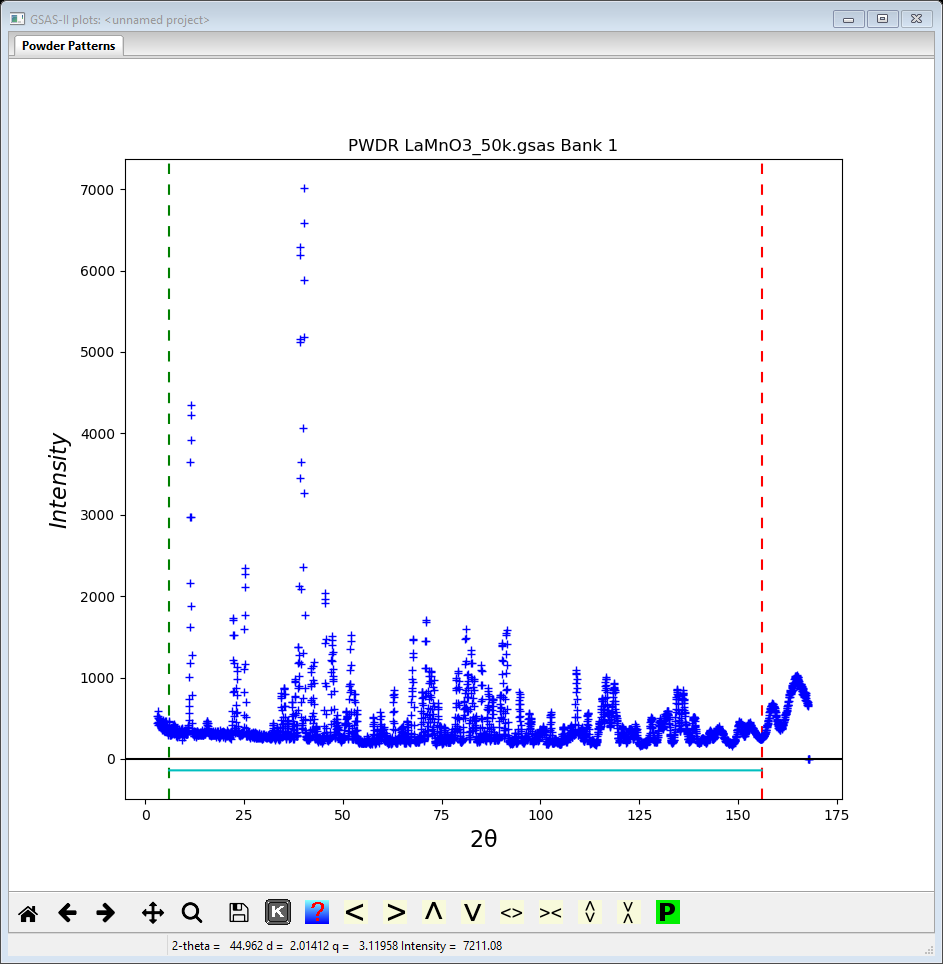 GSAS-II plots: <unnamed project>
Powder Patterns
PWDR LaMnO3_50k.gsas Bank 1
7000
6000
5000
4000
3000
2000
1000
0
Intensity
0 25 50 75 100 125 150 175
2θ
K ? < > Λ V <> >< P
2-theta = 44.962 d = 2.01412 q = 3.11958 Intensity = 7211.08